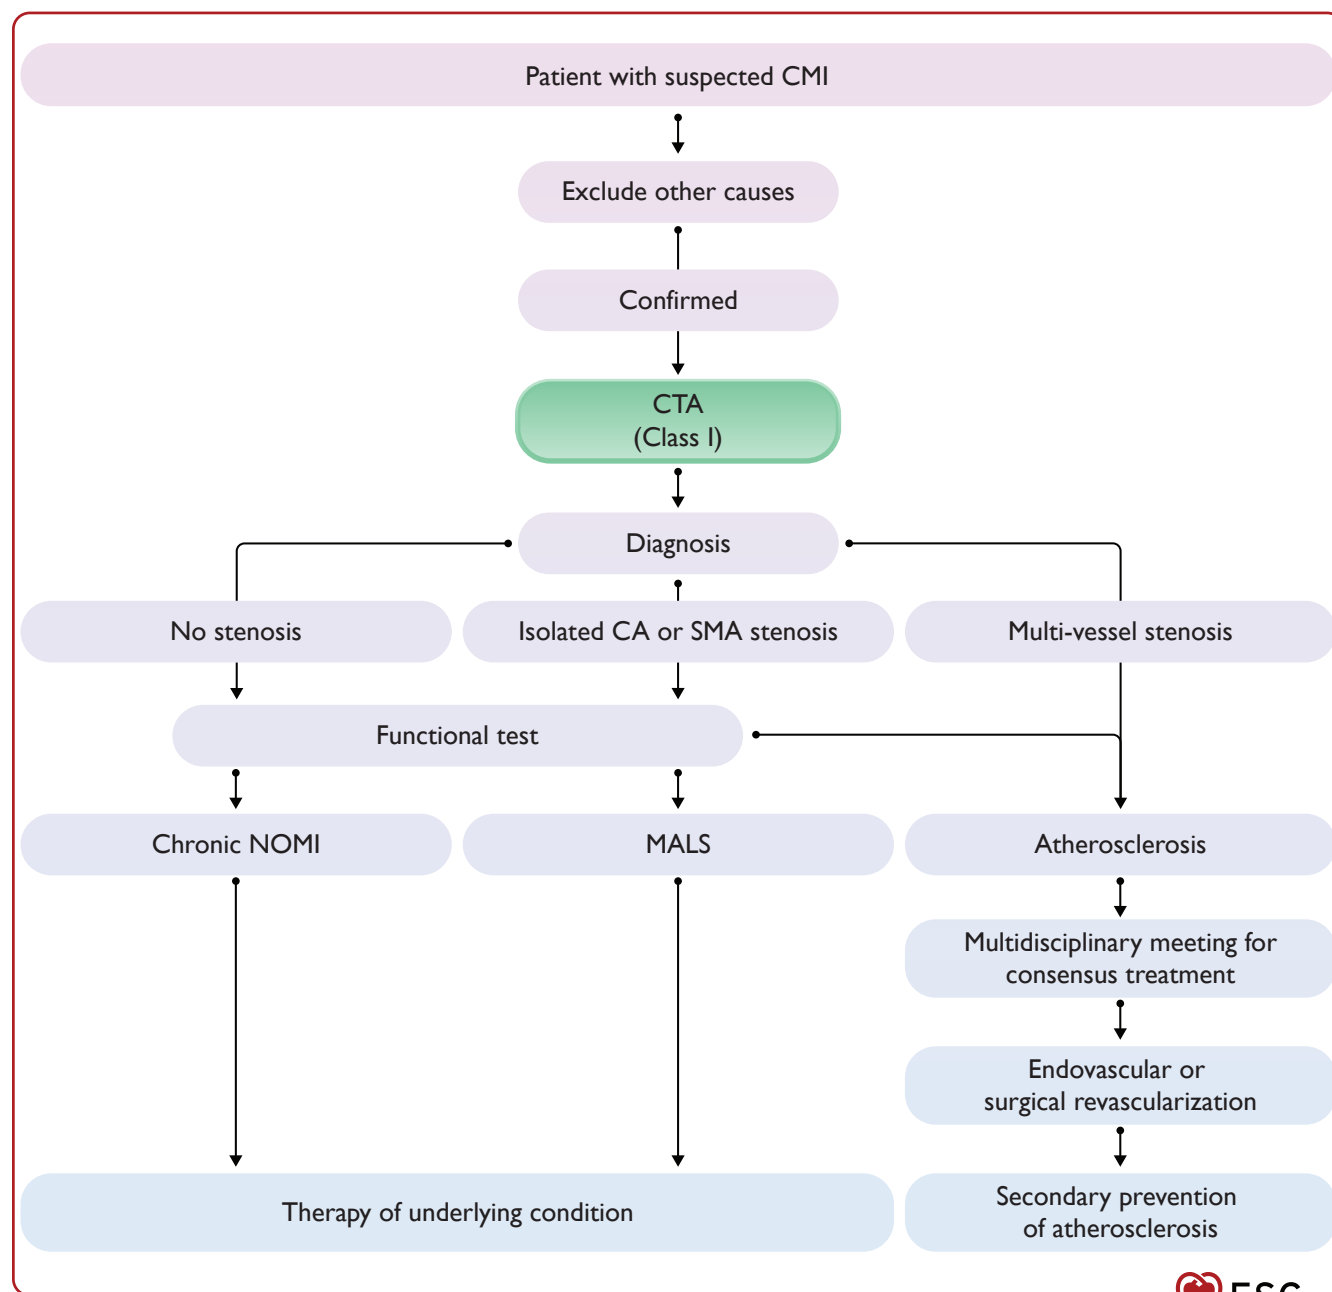 Patient with suspected CMI
Exclude other causes
Confirmed
CTA
(Class I)
Diagnosis
No stenosis
Isolated CA or SMA stenosis
Multi-vessel stenosis
Functional test
Chronic NOMI
MALS
Atherosclerosis
Multidisciplinary meeting for
consensus treatment
Endovascular or
surgical revascularization
Therapy of underlying condition
Secondary prevention
of atherosclerosis
ESC